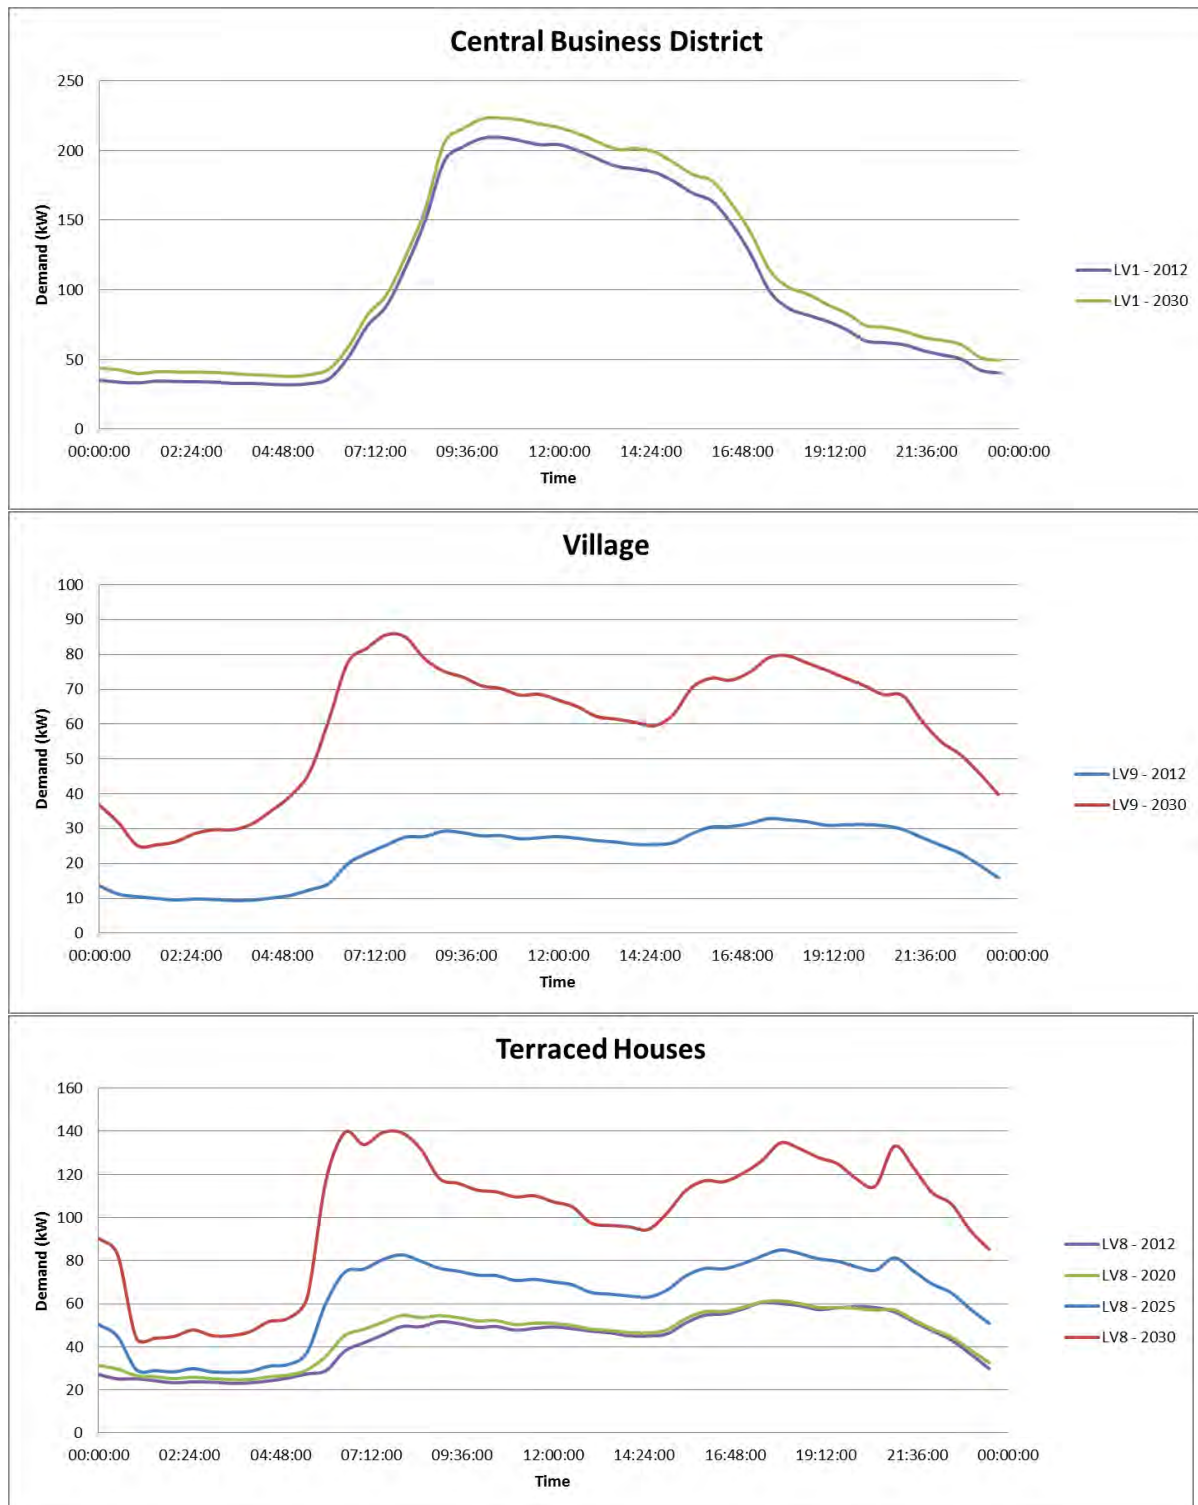 Central Business District
250
200
150
100
50
0
Demand (kW)
00:00:00 02:24:00 04:48:00 07:12:00 09:36:00 12:00:00 14:24:00 16:48:00 19:12:00 21:36:00 00:00:00
Time
LV1 - 2012
LV1 - 2030
Village
100
90
80
70
60
50
40
30
20
10
0
Demand (kW)
00:00:00 02:24:00 04:48:00 07:12:00 09:36:00 12:00:00 14:24:00 16:48:00 19:12:00 21:36:00 00:00:00
Time
LV9 - 2012
LV9 - 2030
Terraced Houses
160
140
120
100
80
60
40
20
0
Demand (kW)
00:00:00 02:24:00 04:48:00 07:12:00 09:36:00 12:00:00 14:24:00 16:48:00 19:12:00 21:36:00 00:00:00
Time
LV8 - 2012
LV8 - 2020
LV8 - 2025
LV8 - 2030